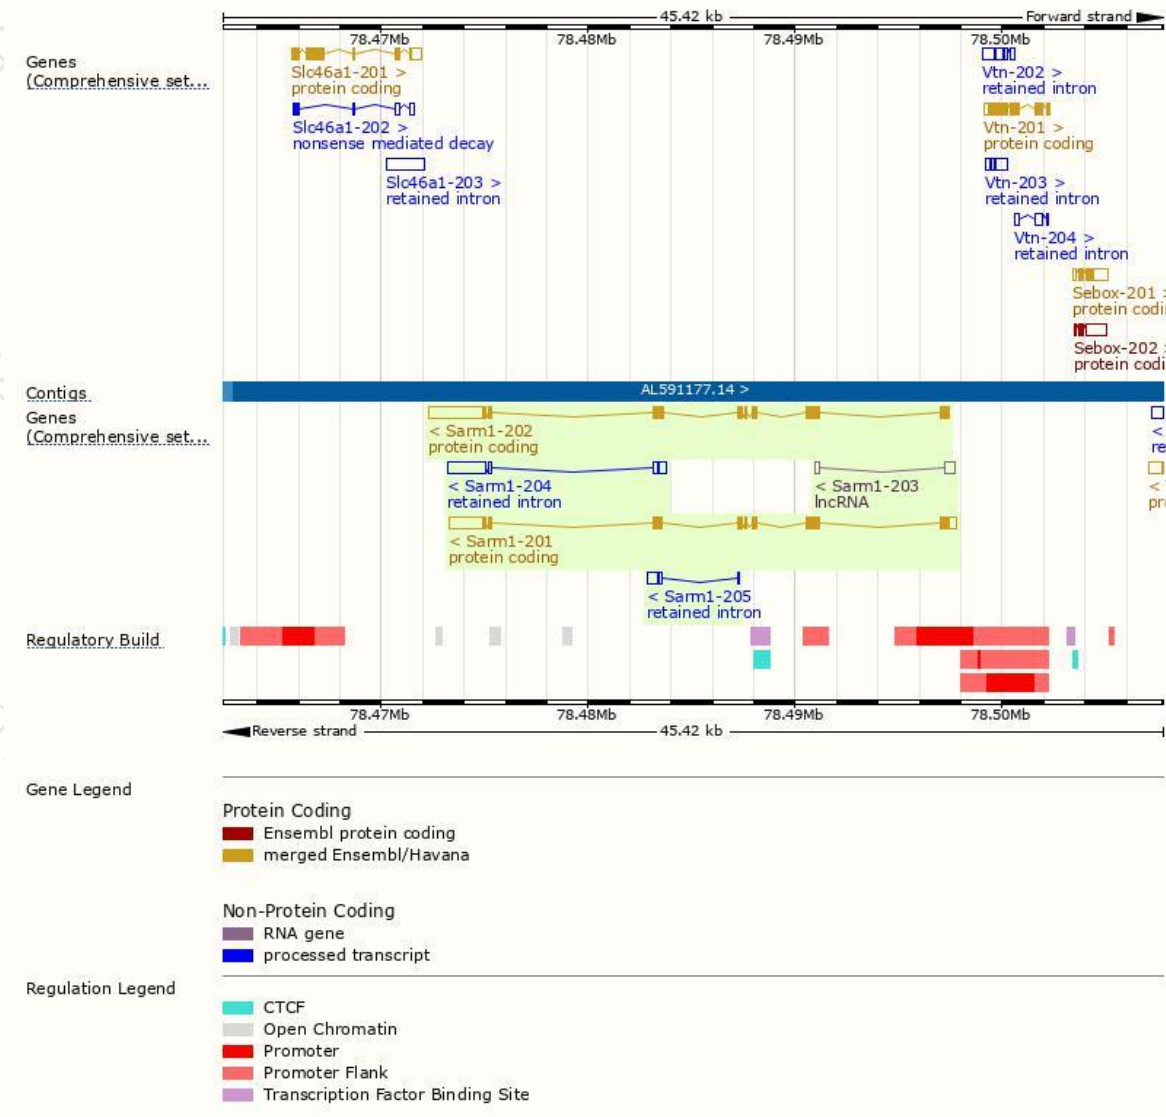 45.42 kb Forward strand
78.47Mb 78.48Mb 78.49Mb 78.50Mb
Genes
(Comprehensive set...
Slc46a1-201 >
protein coding
Slc46a1-202 >
nonsense mediated decay
Slc46a1-203 >
retained intron
Vtn-202 >
retained intron
Vtn-201 >
protein coding
Vtn-203 >
retained intron
Vtn-204 >
retained intron
Sebox-201 >
protein codi
Sebox-202 >
protein codi
Contigs
AL591177.14 >
Genes
(Comprehensive set...
< Sarm1-202
protein coding
< Sarm1-204
retained intron
< Sarm1-203
lncRNA
< Sarm1-201
protein coding
< Sarm1-205
retained intron
<
re
<
pr
Regulatory Build
78.47Mb 78.48Mb 78.49Mb 78.50Mb
Reverse strand 45.42 kb
Gene Legend
Protein Coding
Ensembl protein coding
merged Ensembl/Havana
Non-Protein Coding
RNA gene
processed transcript
Regulation Legend
CTCF
Open Chromatin
Promoter
Promoter Flank
Transcription Factor Binding Site